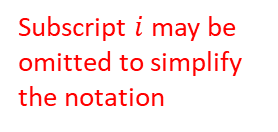 Subscript 𝑖 may be
omitted to simplify
the notation